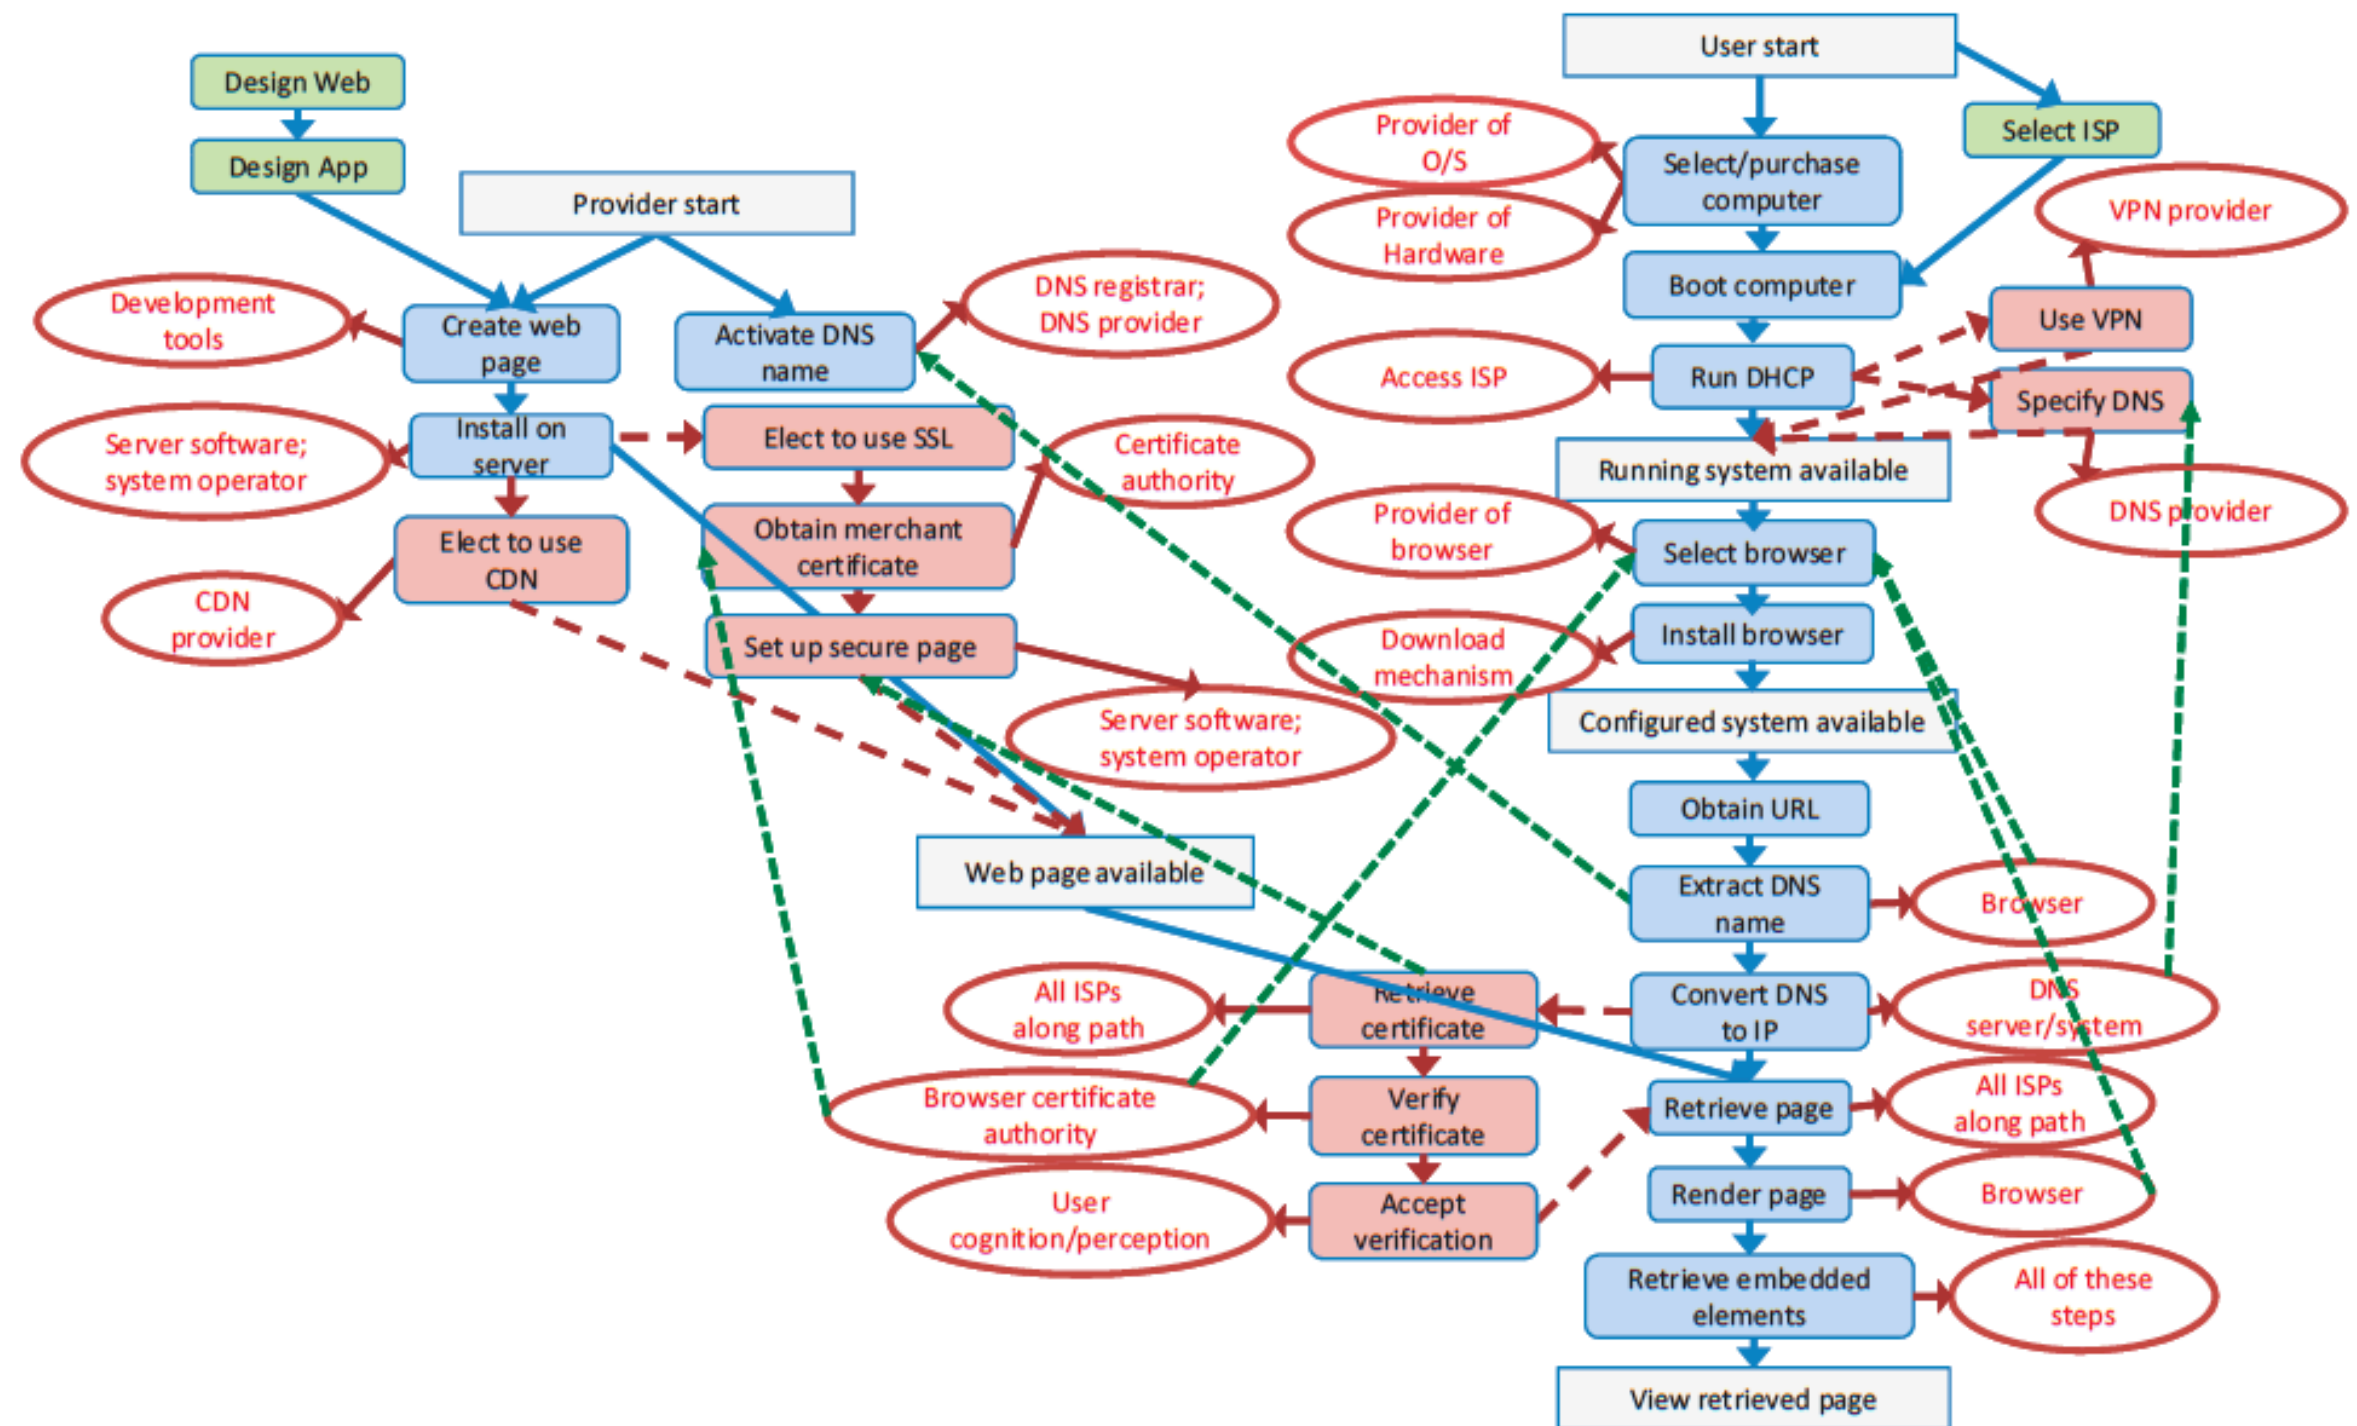 Design Web
Design App
Provider start
Development
tools
Create web
page
Activate DNS
name
DNS registrar;
DNS provider
Server software;
system operator
Install on
server
Elect to use SSL
Certificate
authority
Elect to use
CDN
Obtain merchant
certificate
CDN
provider
Set up secure page
Server software;
system operator
Web page available
User start
Select ISP
Provider of
O/S
Select/purchase
computer
Provider of
Hardware
VPN provider
Boot computer
Use VPN
Access ISP
Run DHCP
Specify DNS
Running system available
DNS provider
Provider of
browser
Select browser
Download
mechanism
Install browser
Configured system available
Obtain URL
Extract DNS
name
Browser
All ISPs
along path
Retrieve
certificate
Convert DNS
to IP
DNS
server/system
Browser certificate
authority
Verify
certificate
Retrieve page
All ISPs
along path
User
cognition/perception
Accept
verification
Render page
Browser
Retrieve embedded
elements
All of these
steps
View retrieved page